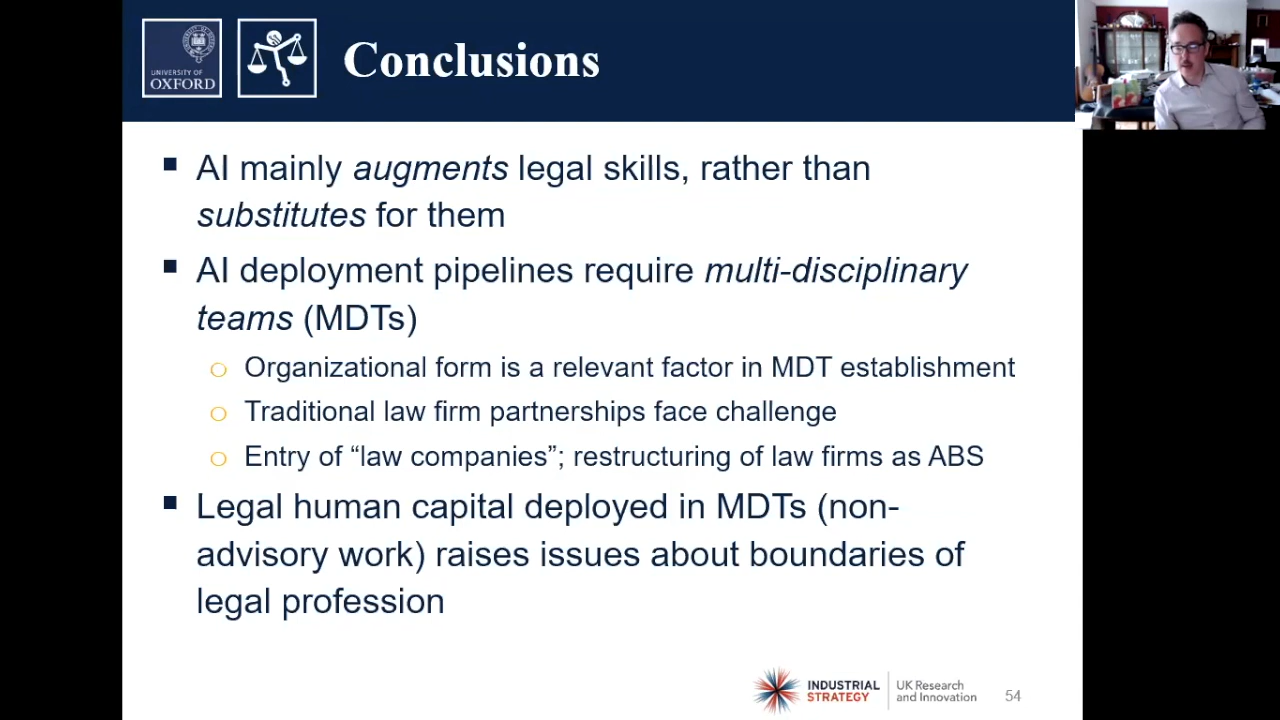 UNIVERSITY OF
OXFORD
Conclusions
AI mainly augments legal skills, rather than
substitutes for them
AI deployment pipelines require multi-disciplinary
teams (MDTs)
Organizational form is a relevant factor in MDT establishment
Traditional law firm partnerships face challenge
Entry of “law companies”; restructuring of law firms as ABS
Legal human capital deployed in MDTs (non-
advisory work) raises issues about boundaries of
legal profession
INDUSTRIAL
STRATEGY
UK Research
and Innovation
54